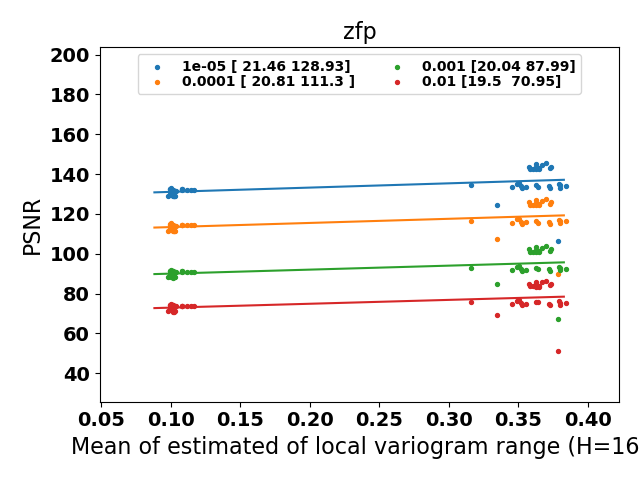 zfp
1e-05 [ 21.46 128.93]
0.0001 [ 20.81 111.3 ]
0.001 [20.04 87.99]
0.01 [19.5  70.95]
PSNR
200
180
160
140
120
100
80
60
40
0.05 0.10 0.15 0.20 0.25 0.30 0.35 0.40
Mean of estimated of local variogram range (H=16